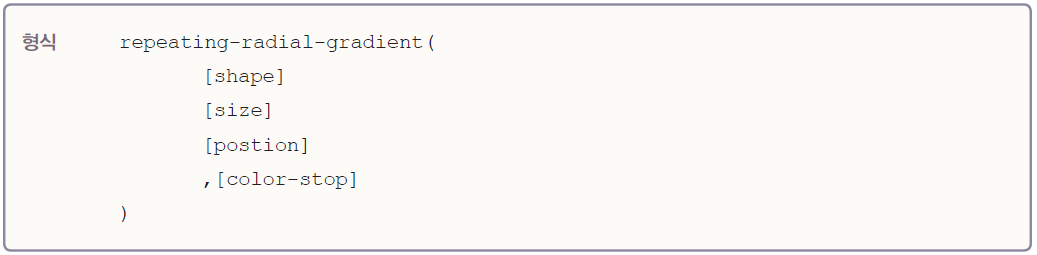 형식 repeating-radial-gradient(
[shape]
[size]
[postion]
,[color-stop]
)